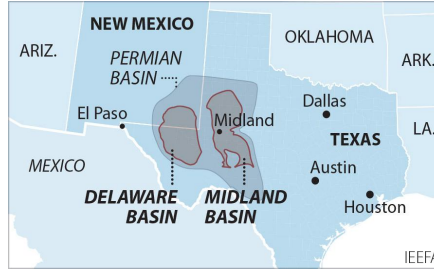 NEW MEXICO
OKLAHOMA
ARIZ.
PERMIAN
BASIN
ARK.
El Paso
Midland
Dallas
TEXAS
LA.
MEXICO
Austin
DELAWARE
BASIN
MIDLAND
BASIN
Houston
IEEFA